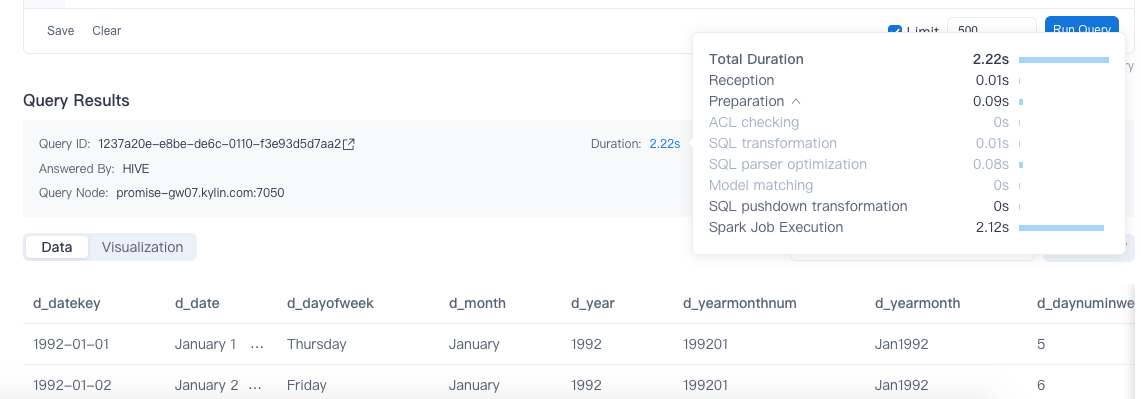 Save Clear Limit 500 Run Query
Total Duration 2.22s
Reception 0.01s
Preparation 0.09s
ACL checking 0s
SQL transformation 0.01s
SQL parser optimization 0.08s
Model matching 0s
SQL pushdown transformation 0s
Spark Job Execution 2.12s
Query Results
Query ID: 1237a20e-e8be-de6c-0110-f3e93d5d7aa2 Duration: 2.22s
Answered By: HIVE
Query Node: promise-gw07.kylin.com:7050
Data Visualization
d_datekey d_date d_dayofweek d_month d_year d_yearmonthnum d_yearmonth d_daynuminwe
1992-01-01 January 1 ... Thursday January 1992 199201 Jan1992 5
1992-01-02 January 2 ... Friday January 1992 199201 Jan1992 6